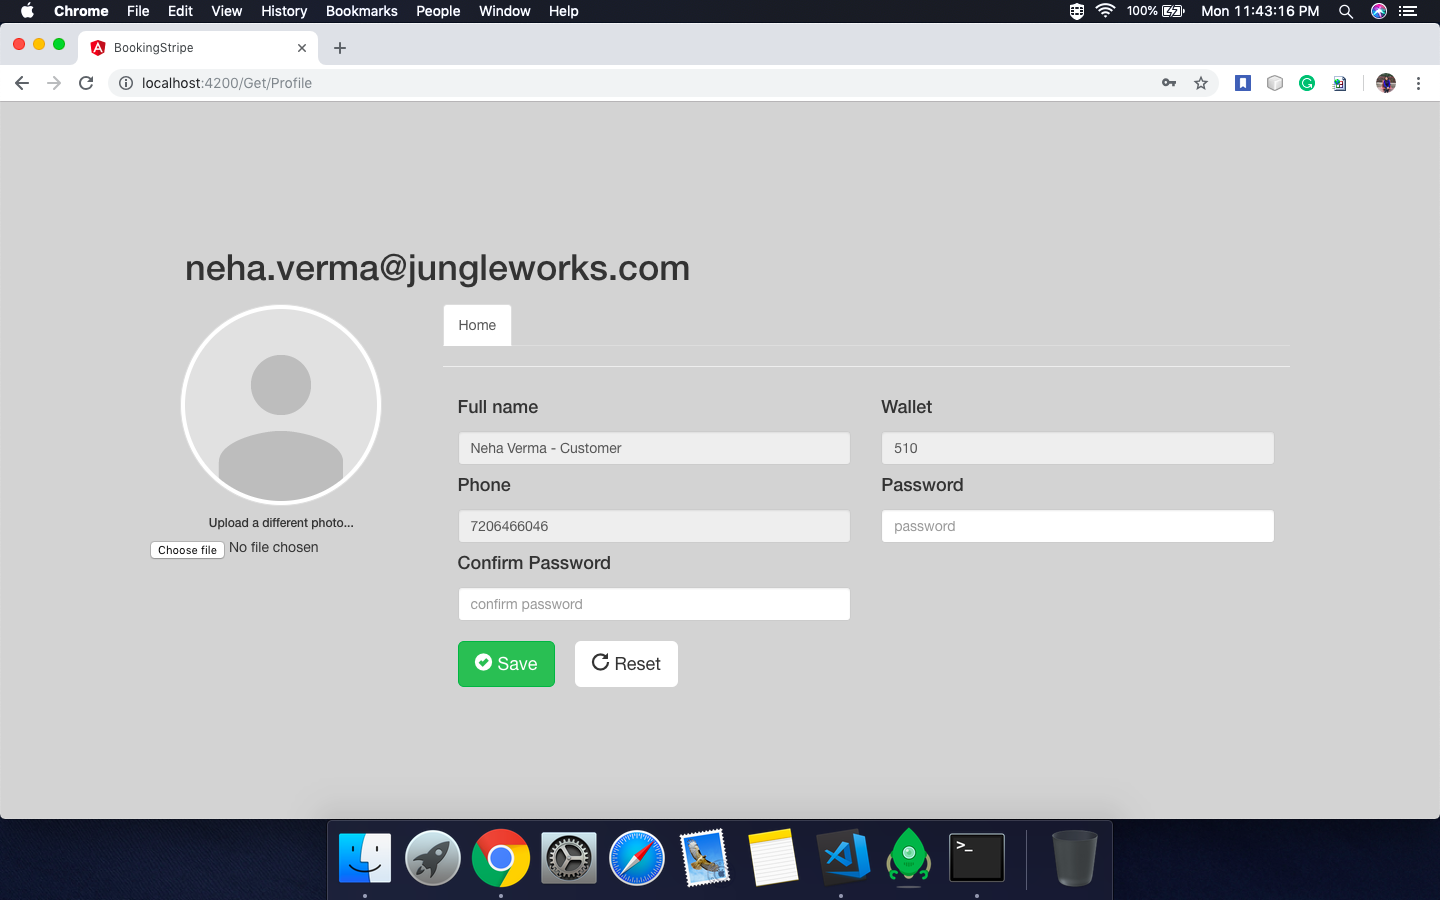 Chrome File Edit View History Bookmarks People Window Help 100% Mon 11:43:16 PM
BookingStripe
localhost:4200/Get/Profile
neha.verma@jungleworks.com
Home
Full name Wallet
Neha Verma - Customer 510
Phone Password
7206466046 password
Upload a different photo...
Choose file No file chosen
Confirm Password
confirm password
Save Reset
>_